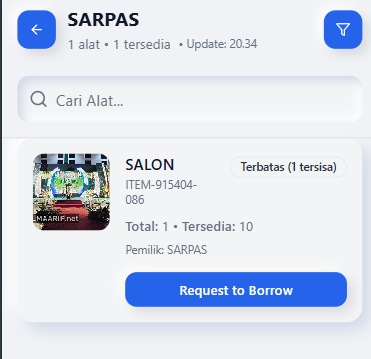 SARPAS
1 alat • 1 tersedia • Update: 20.34
Cari Alat...
SALON
Terbatas (1 tersisa)
ITEM-915404-
086
Total: 1 • Tersedia: 10
Pemilik: SARPAS
MAARIF.net
Request to Borrow